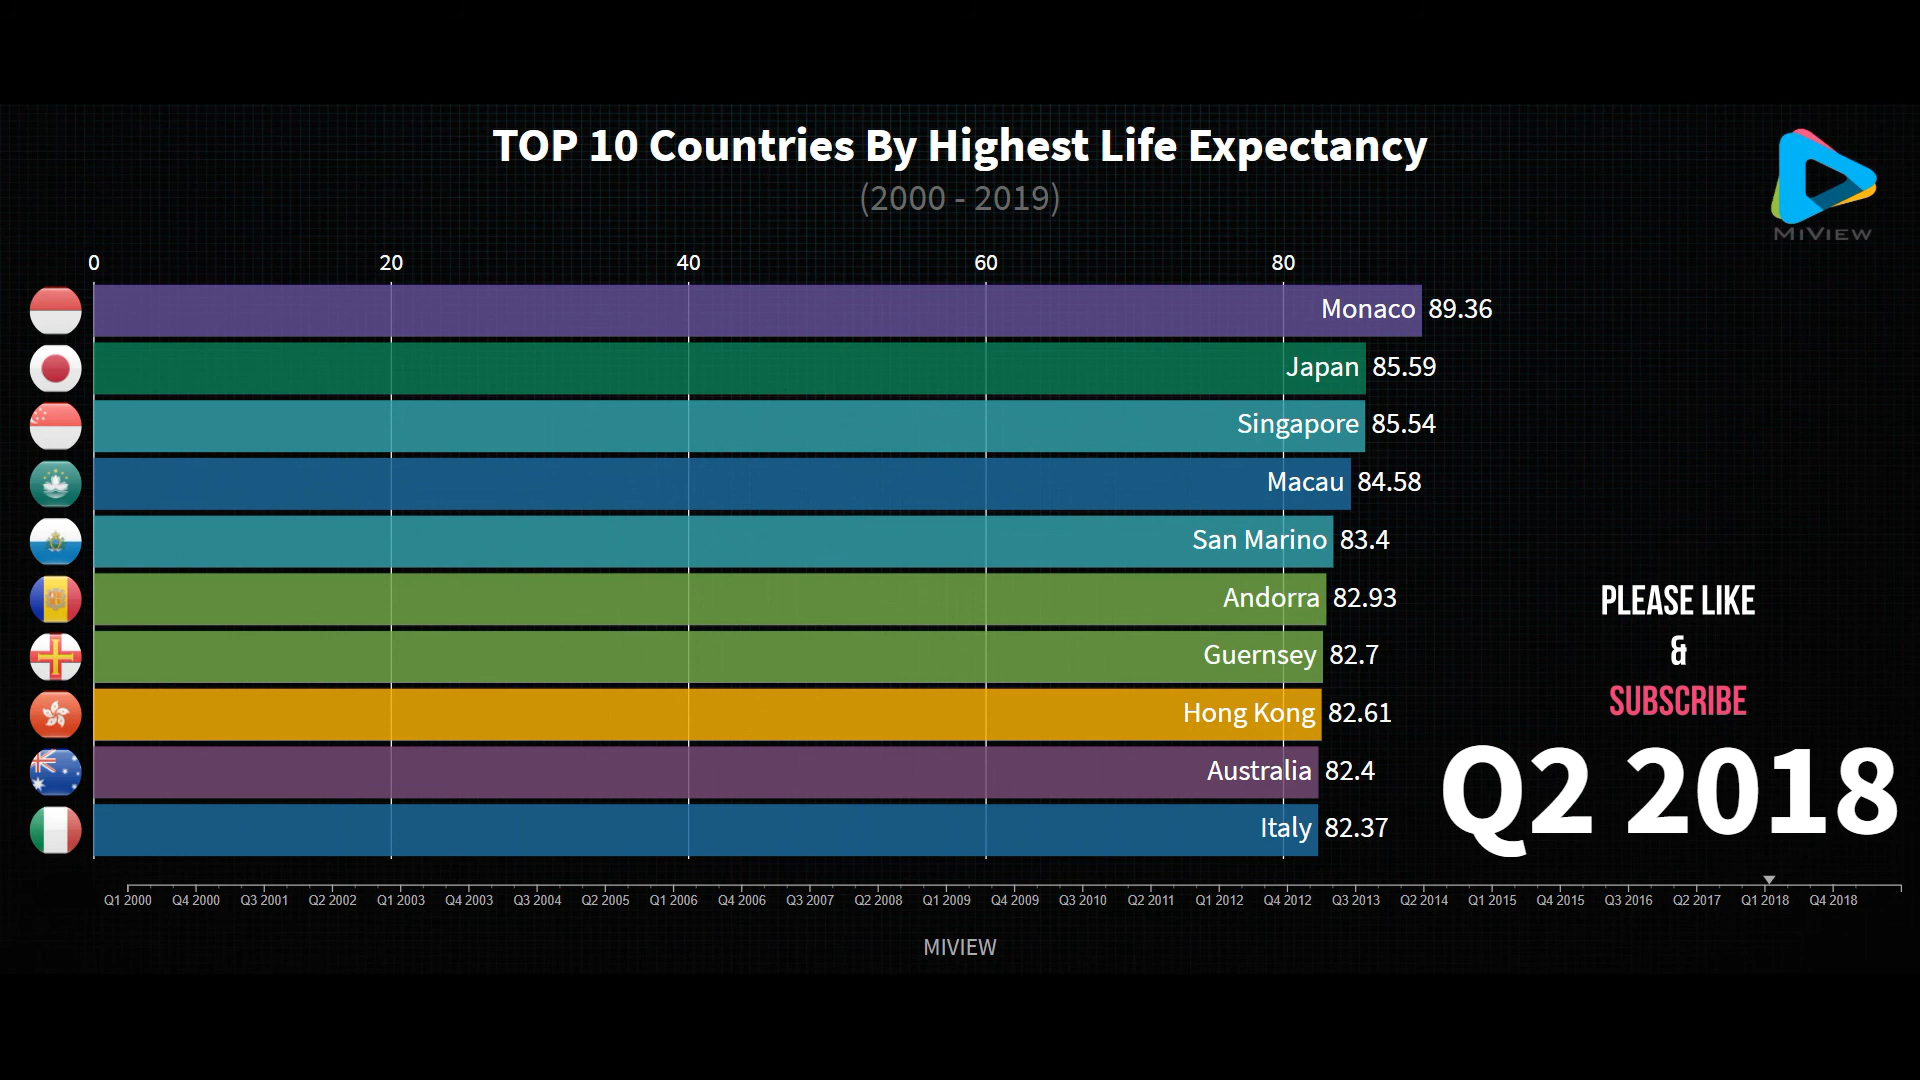 TOP 10 Countries By Highest Life Expectancy
(2000 - 2019)
MIVIEW
0 20 40 60 80
Monaco 89.36
Japan 85.59
Singapore 85.54
Macau 84.58
San Marino 83.4
Andorra 82.93
Guernsey 82.7
Hong Kong 82.61
Australia 82.4
Italy 82.37
PLEASE LIKE
&
SUBSCRIBE
Q2 2018
Q1 2000 Q4 2000 Q3 2001 Q2 2002 Q1 2003 Q4 2003 Q3 2004 Q2 2005 Q1 2006 Q4 2006 Q3 2007 Q2 2008 Q1 2009 Q4 2009 Q3 2010 Q2 2011 Q1 2012 Q4 2012 Q3 2013 Q2 2014 Q1 2015 Q4 2015 Q3 2016 Q2 2017 Q1 2018 Q4 2018
MIVIEW